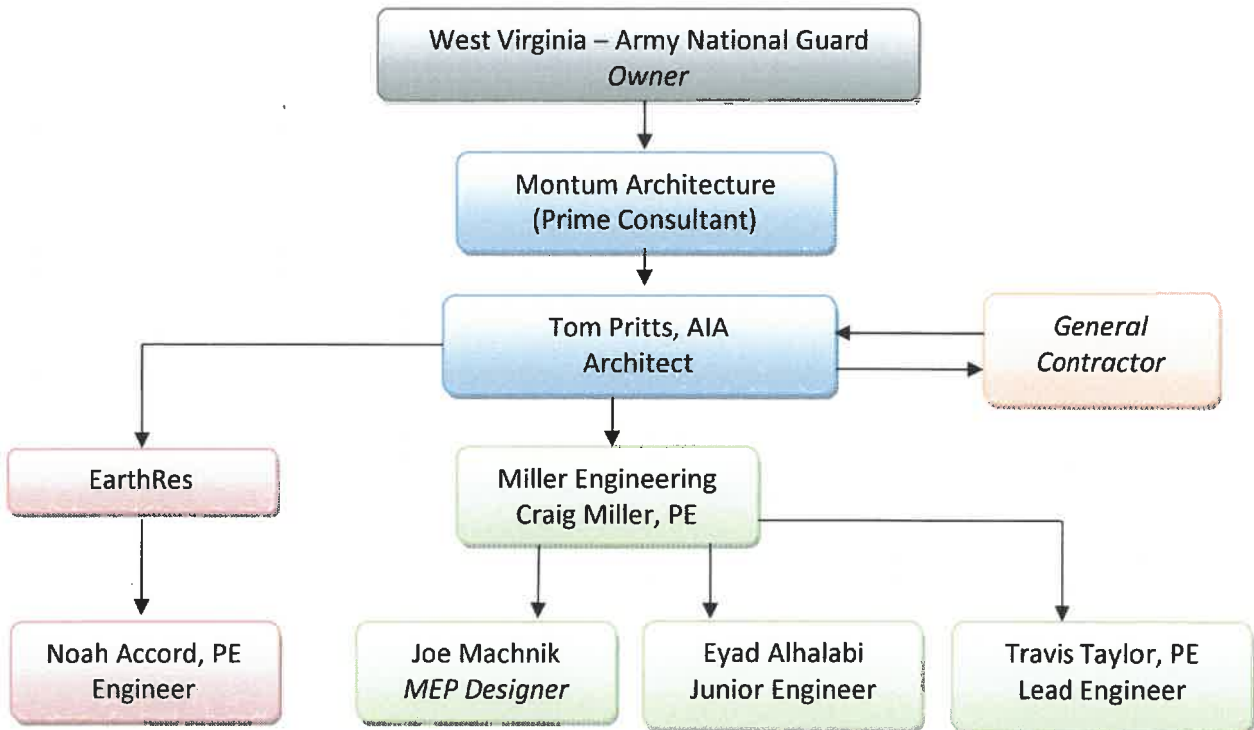 West Virginia – Army National Guard
Owner
Montum Architecture
(Prime Consultant)
Tom Pritts, AIA
Architect
General
Contractor
EarthRes
Miller Engineering
Craig Miller, PE
Noah Accord, PE
Engineer
Joe Machnik
MEP Designer
Eyad Alhalabi
Junior Engineer
Travis Taylor, PE
Lead Engineer